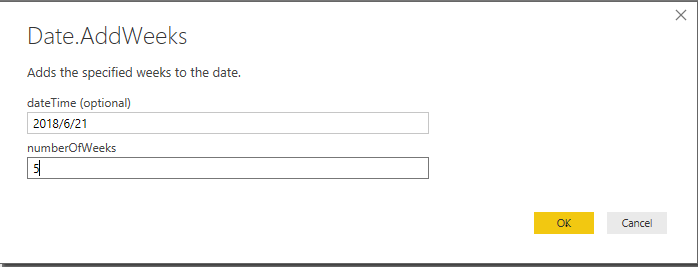 Date.AddWeeks
Adds the specified weeks to the date.
dateTime (optional)
2018/6/21
numberOfWeeks
5
OK Cancel